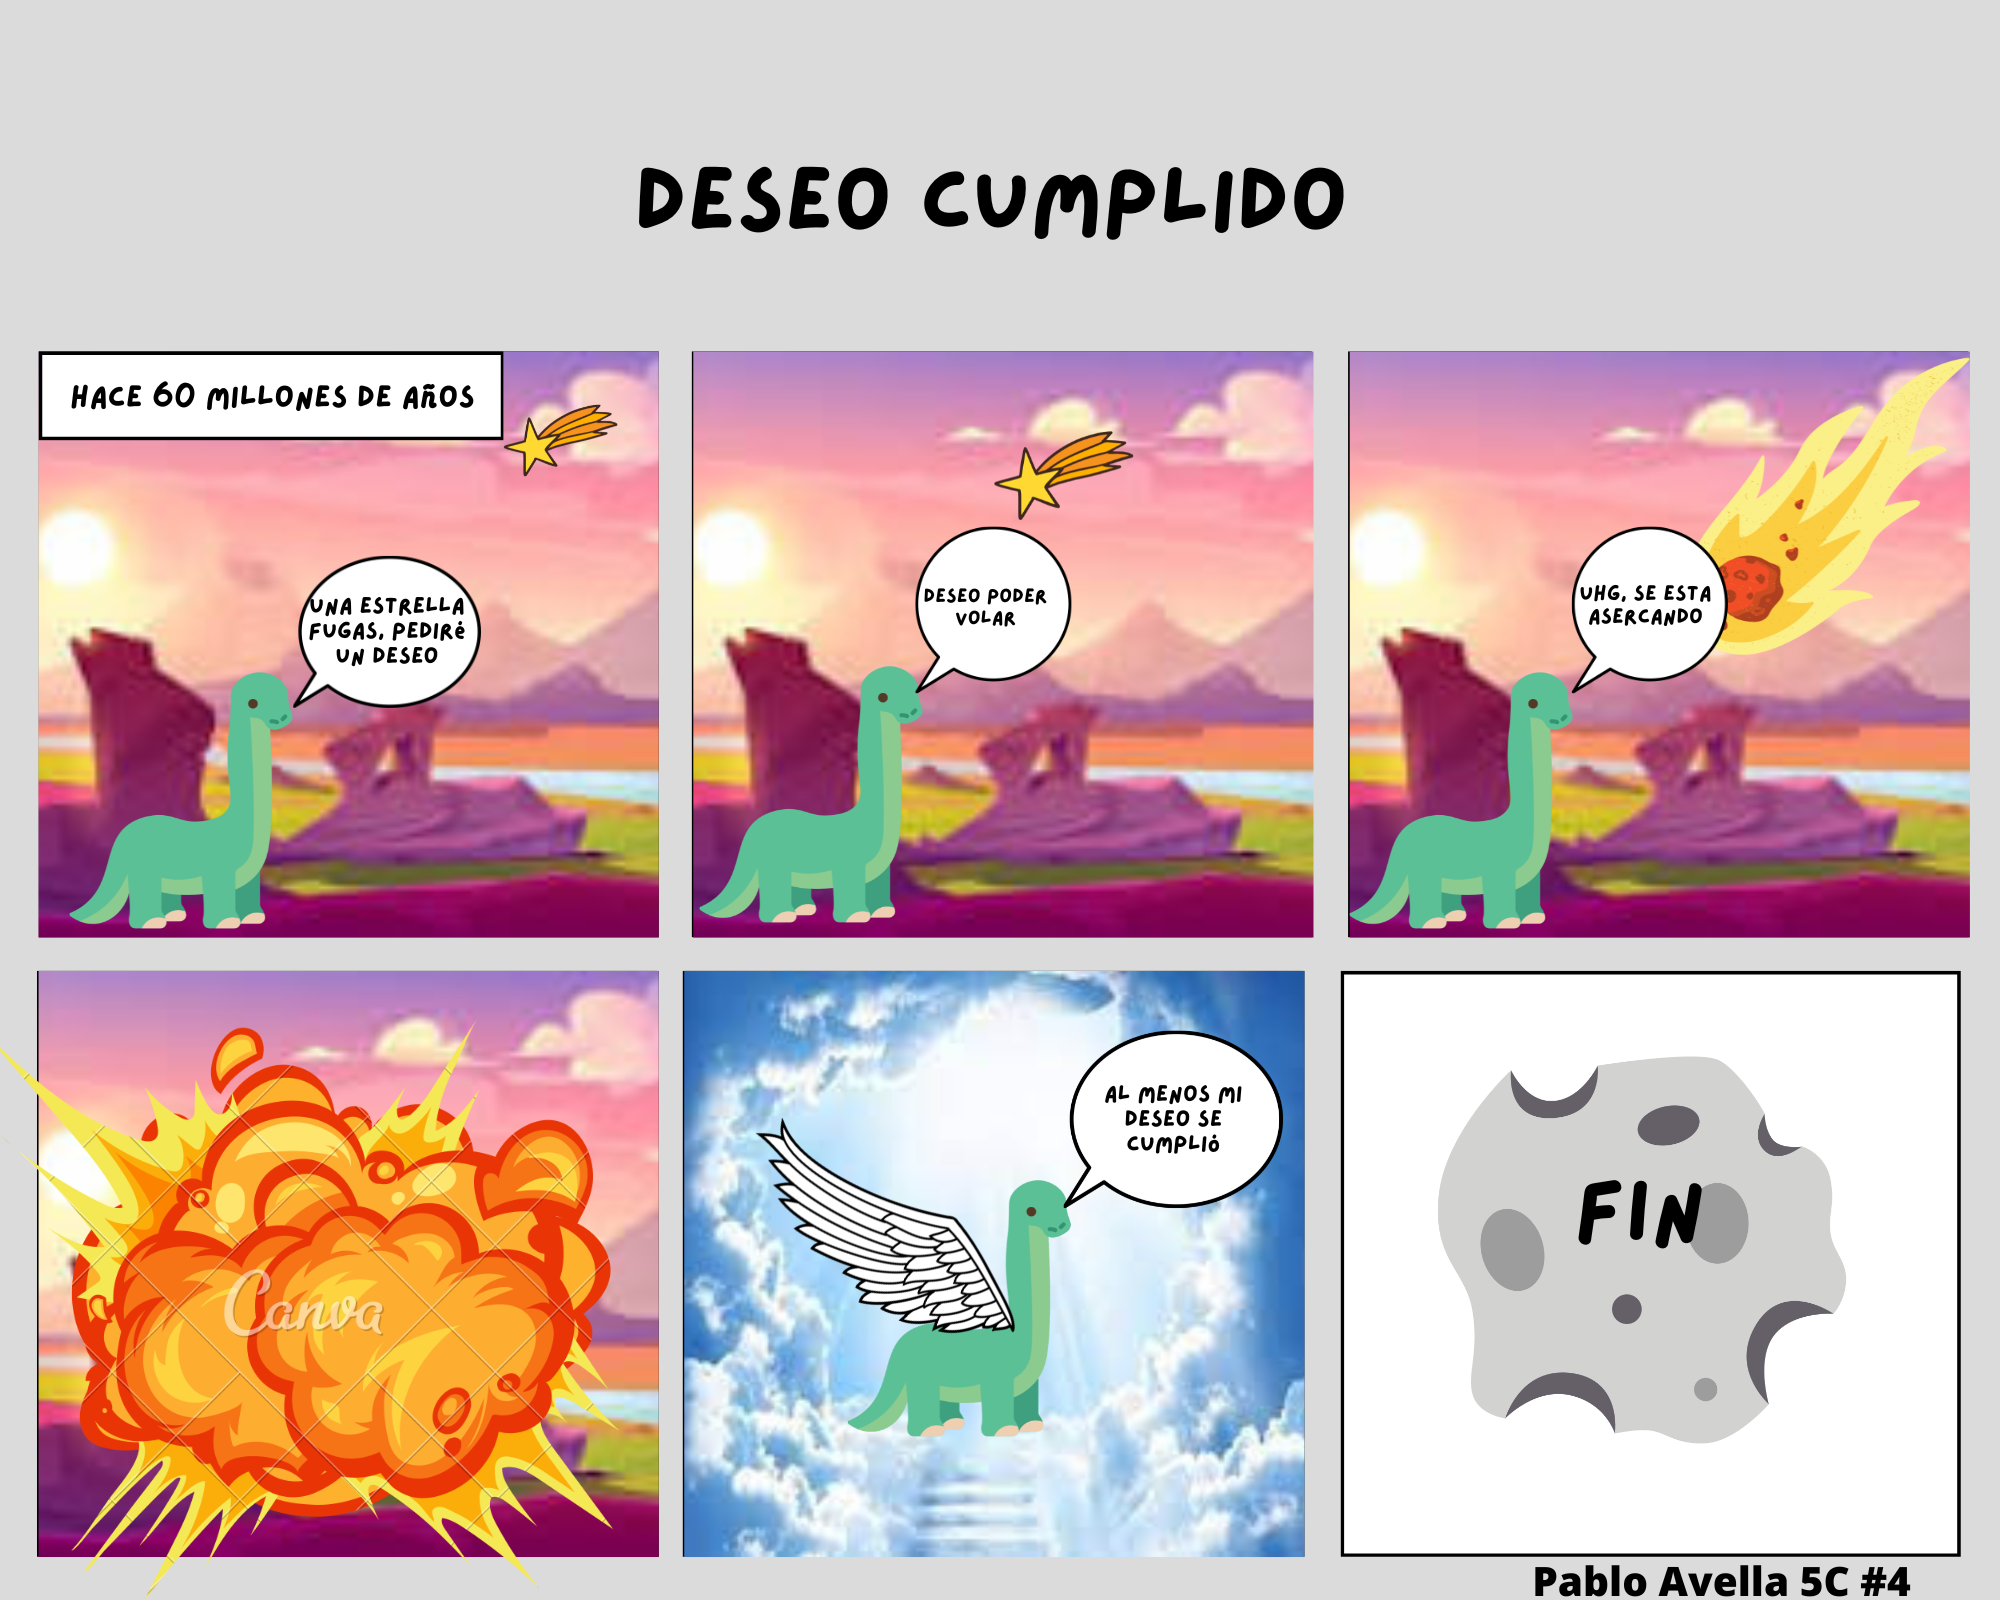 DESEO CUMPLIDO
HACE 60 MILLONES DE AÑOS
UNA ESTRELLA
FUGAS, PEDIRÉ
UN DESEO
DESEO PODER
VOLAR
UHG, SE ESTA
ASERCANDO
Canva
AL MENOS MI
DESEO SE
CUMPLIÓ
FIN
Pablo Avella 5C #4